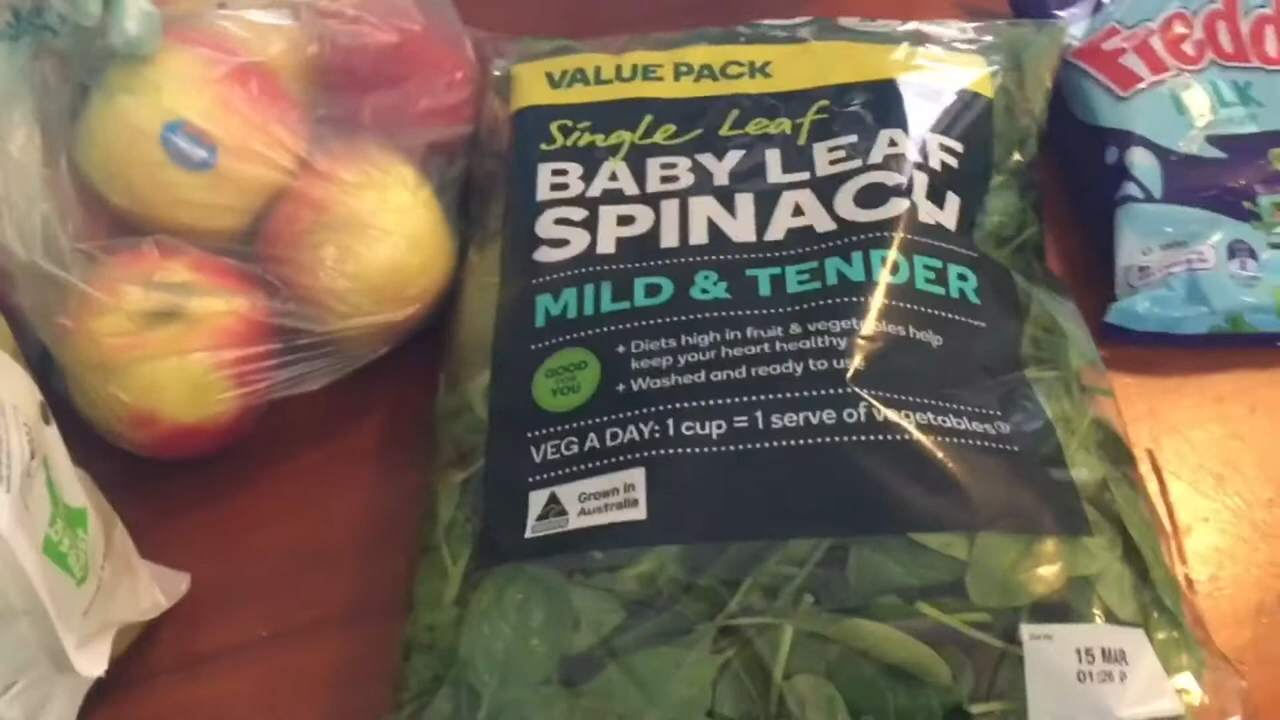 VALUE PACK
Single Leaf
BABY LEAF
SPINACH
MILD & TENDER
GOOD
FOR
YOU
+ Diets high in fruit & vegetables help
keep your heart healthy
+ Washed and ready to use
VEG A DAY: 1 cup = 1 serve of vegetables
Grown in
Australia
15 MAR
Fredd
MILK